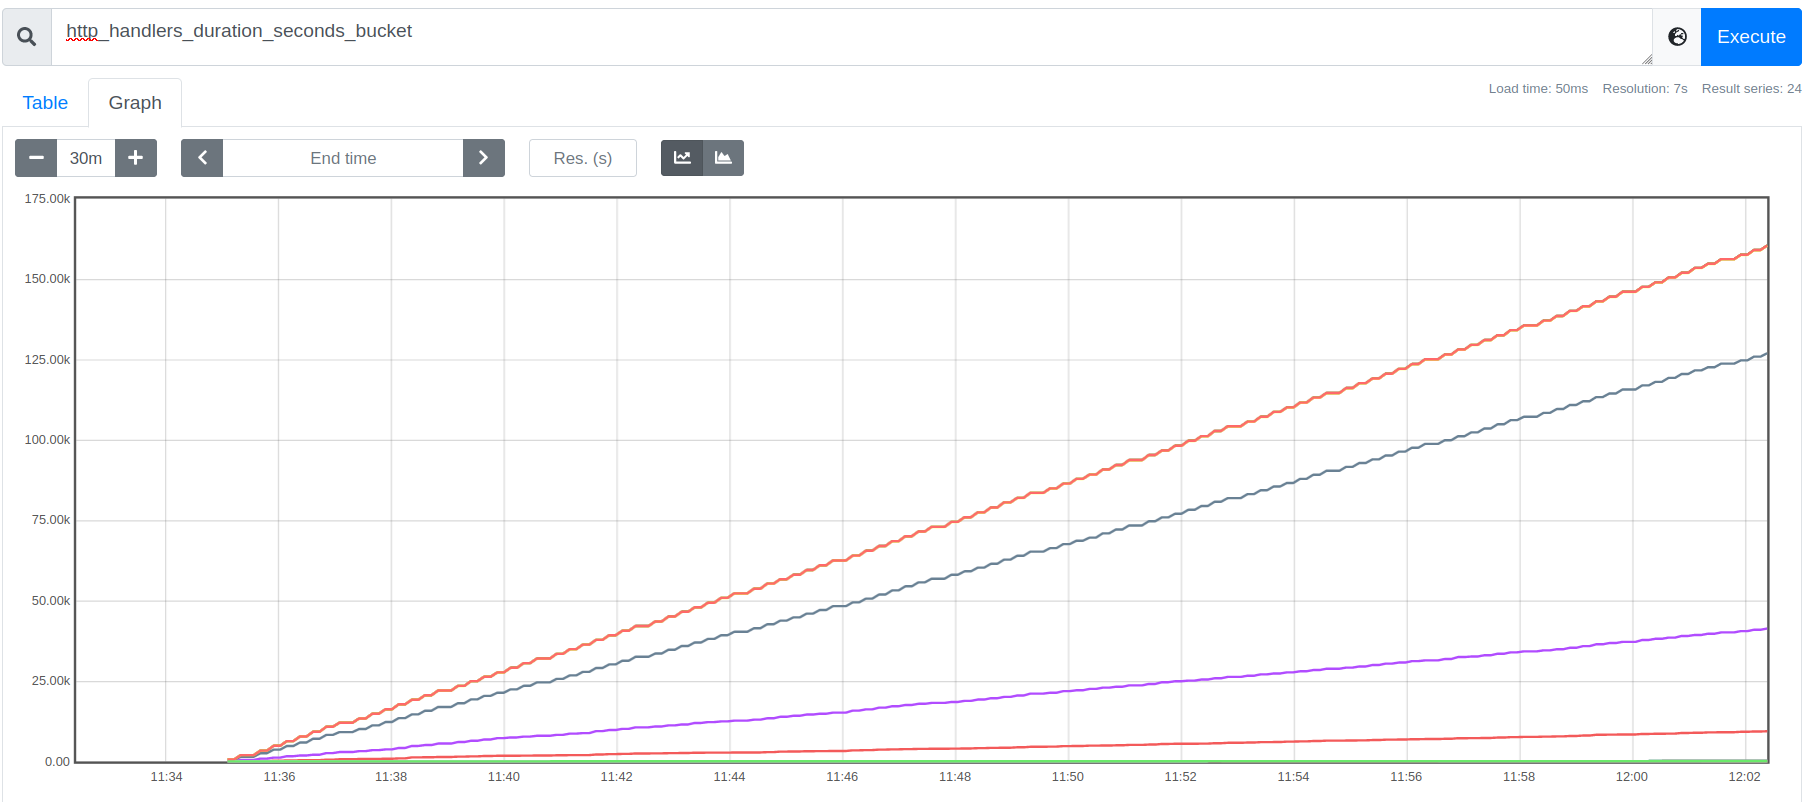 http_handlers_duration_seconds_bucket
Execute
Table
Graph
Load time: 50ms Resolution: 7s Result series: 24
30m
End time
Res. (s)
175.00k
150.00k
125.00k
100.00k
75.00k
50.00k
25.00k
0.00
11:34 11:36 11:38 11:40 11:42 11:44 11:46 11:48 11:50 11:52 11:54 11:56 11:58 12:00 12:02